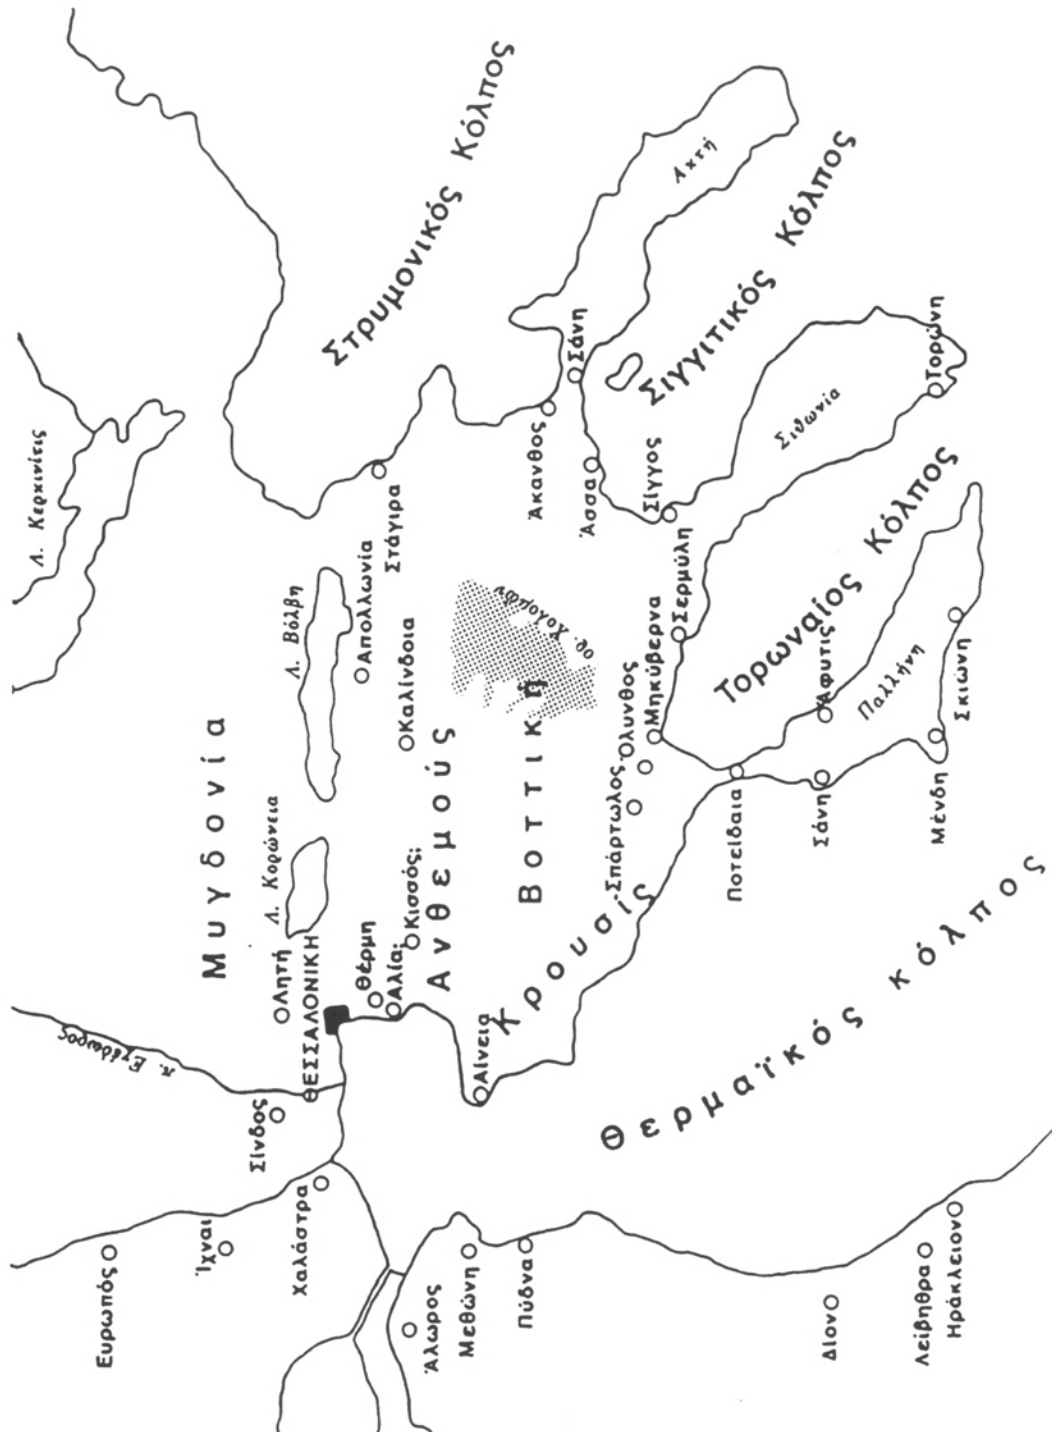 Λ. Κερκινίτις
Στρυμονικός Κόλπος
Μυγδονία
Λ. Βόλβη
Λ. Κορώνεια
π. Εχέδωρος
Λητή
ΘΕΣΣΑΛΟΝΙΚΗ
Σίνδος
Ευρωπός
Ίχναι
Χαλάστρα
Θέρμη
Αλία;
Κισσός;
Καλίνδοια
Απολλωνία
Στάγιρα
Ανθεμούς
Βοττική
ορ. Χολομών
Άκανθος
Σάνη
Ακτή
Άσσα
Σίγγος
Σιγγιτικός Κόλπος
Σιθωνία
Τορώνη
Σερμύλη
Μηκύβερνα
Όλυνθος
Σπάρτωλος
Τορωναίος Κόλπος
Κρουσίς
Αίνεια
Ποτείδαια
Άφυτις
Παλλήνη
Σάνη
Μένδη
Σκιώνη
Θερμαϊκός κόλπος
Άλωρος
Μεθώνη
Πύδνα
Δίον
Λείβηθρα
Ηράκλειον